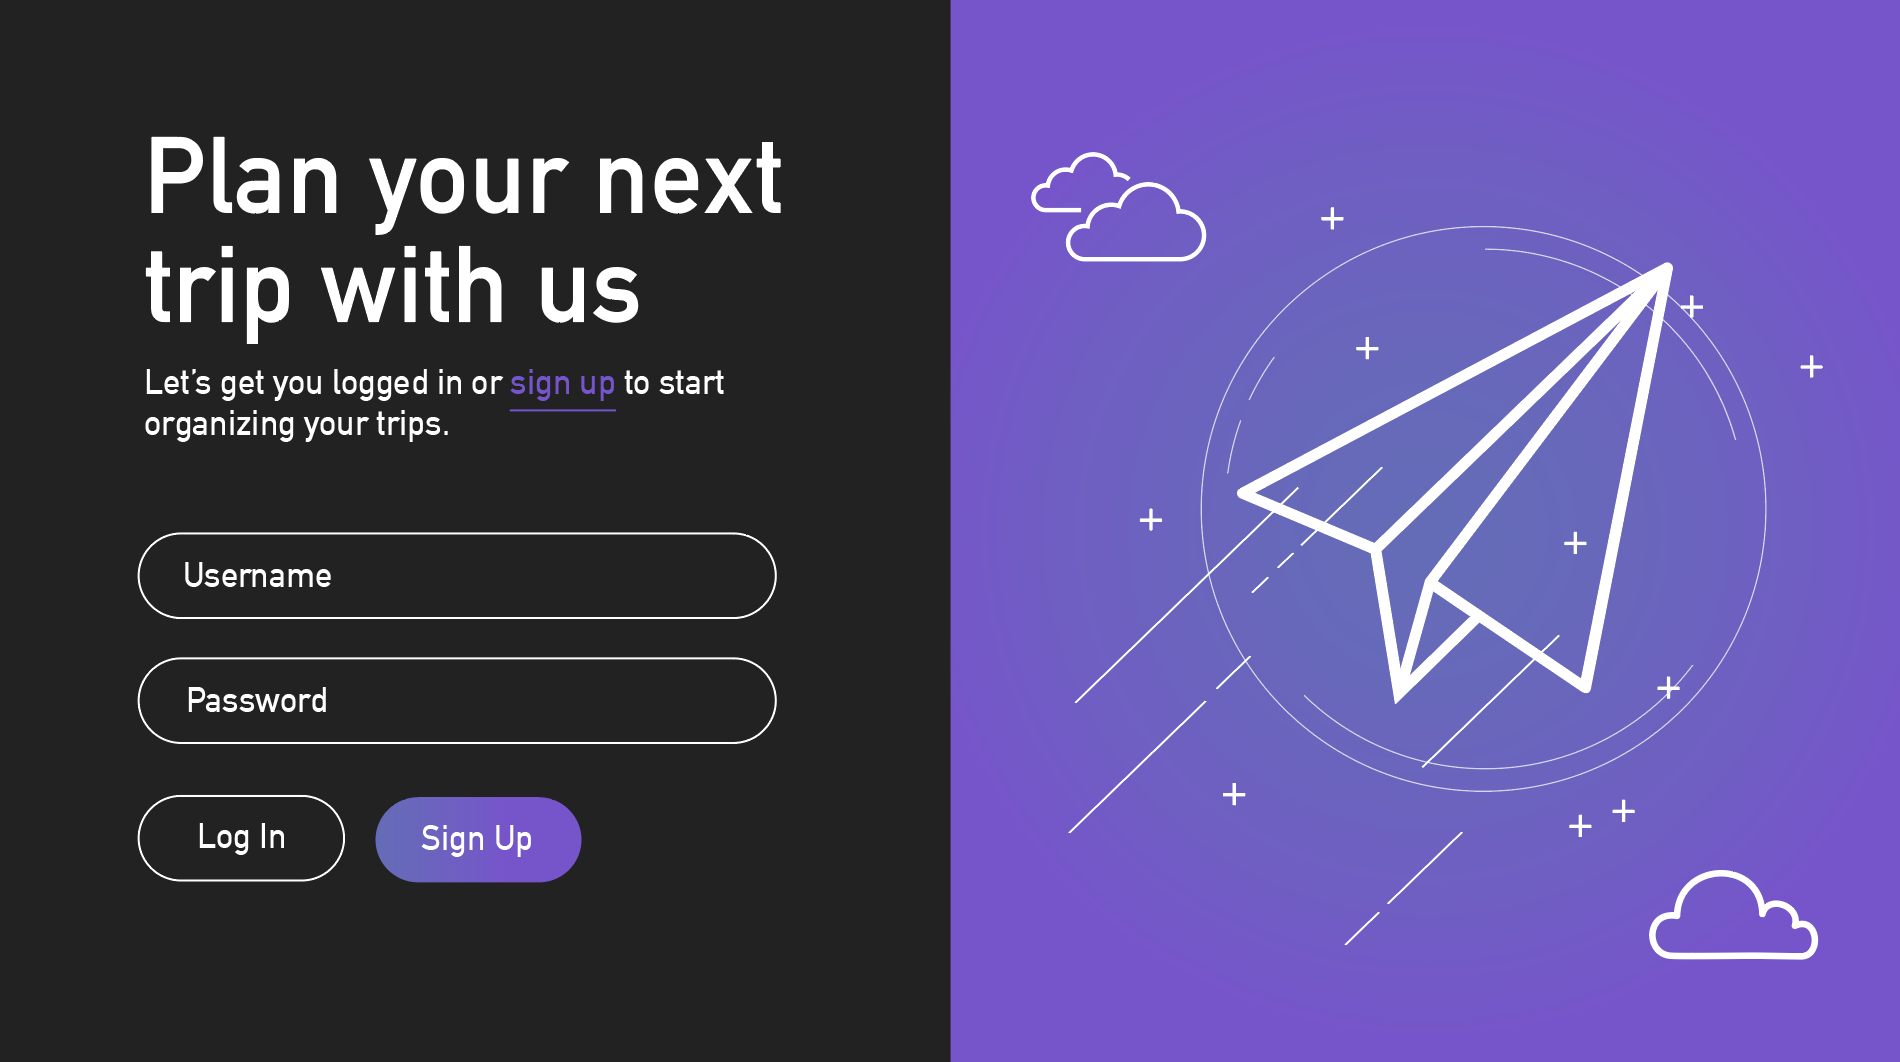 Plan your next
trip with us
Let’s get you logged in or sign up to start
organizing your trips.
Username
Password
Log In
Sign Up